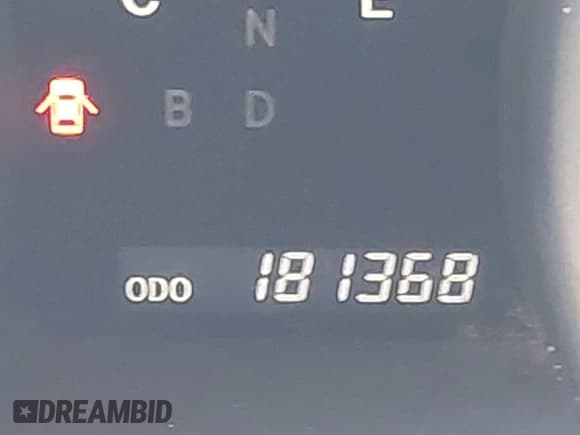 C E
N
B D
ODO 181368
DREAMBID